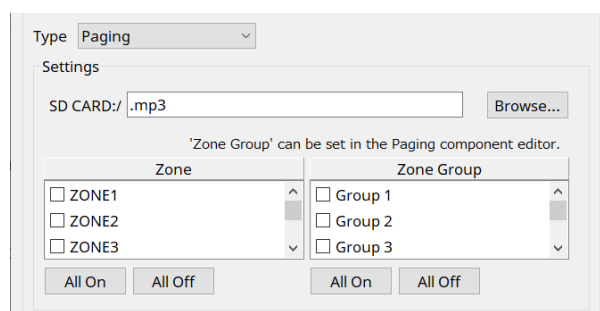 Type Paging
Settings
SD CARD:/ .mp3 Browse...
'Zone Group' can be set in the Paging component editor.
Zone Zone Group
ZONE1 Group 1
ZONE2 Group 2
ZONE3 Group 3
All On All Off All On All Off